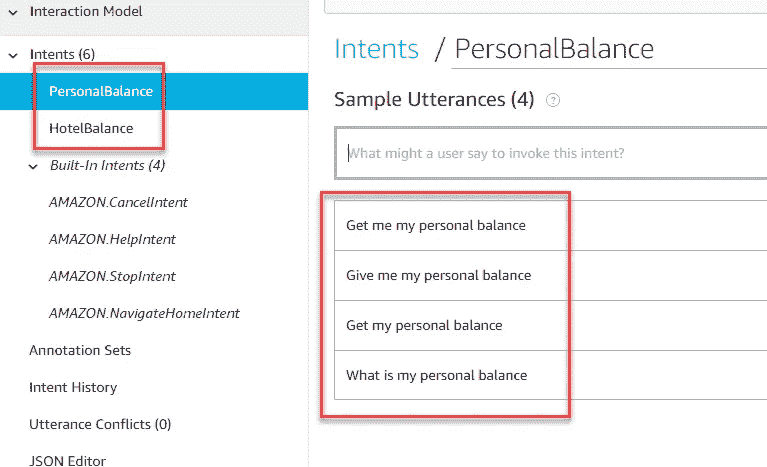 Interaction Model
Intents (6)
PersonalBalance
HotelBalance
Built-In Intents (4)
AMAZON.CancelIntent
AMAZON.HelpIntent
AMAZON.StopIntent
AMAZON.NavigateHomeIntent
Annotation Sets
Intent History
Utterance Conflicts (0)
JSON Editor
Intents / PersonalBalance
Sample Utterances (4) ?
What might a user say to invoke this intent?
Get me my personal balance
Give me my personal balance
Get my personal balance
What is my personal balance